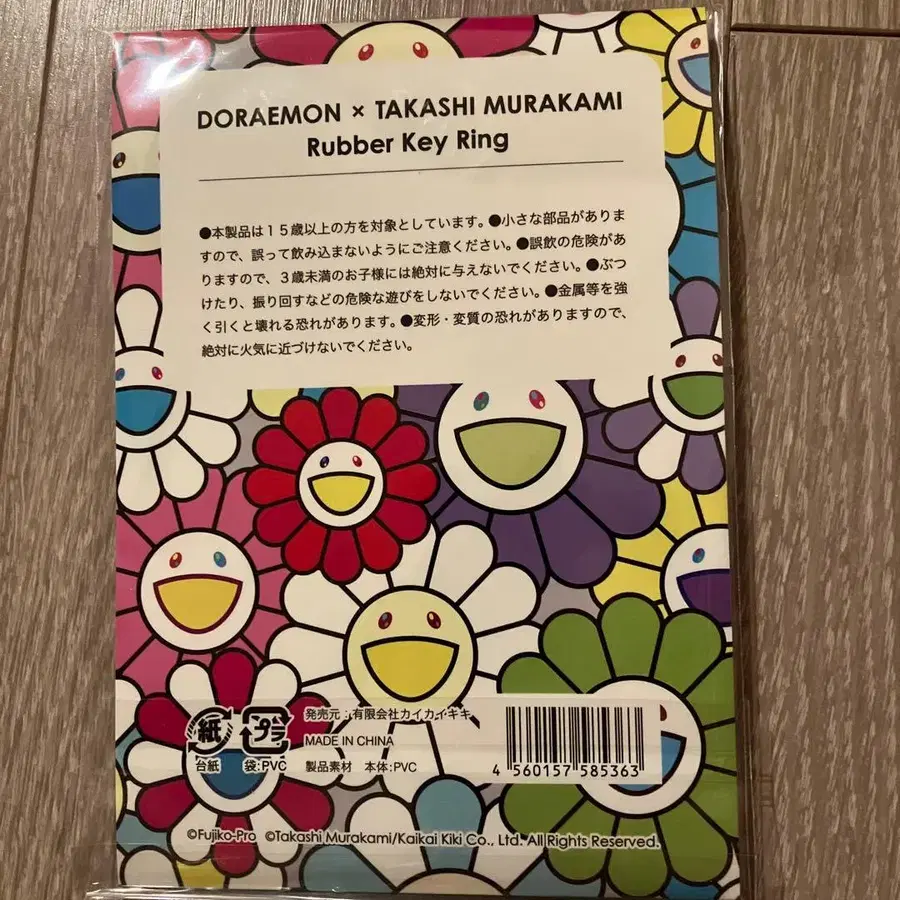 DORAEMON × TAKASHI MURAKAMI
Rubber Key Ring
●本製品は１５歳以上の方を対象としています。●小さな部品がありま
すので、誤って飲み込まないようにご注意ください。●誤飲の危険があ
りますので、３歳未満のお子様には絶対に与えないでください。●ぶつ
けたり、振り回すなどの危険な遊びをしないでください。●金属等を強
く引くと壊れる恐れがあります。●変形・変質の恐れがありますので、
絶対に火気に近づけないでください。
紙 プラ
台紙 袋:PVC
発売元：有限会社カイカイキキ
MADE IN CHINA
製品素材 本体:PVC
4 560157 585363
©Fujiko-Pro ©Takashi Murakami/Kaikai Kiki Co., Ltd. All Rights Reserved.